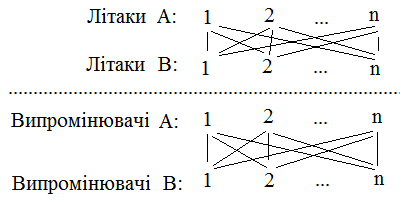 Літаки А: 1 2 ... n
Літаки В: 1 2 ... n
Випромінювачі А: 1 2 ... n
Випромінювачі В: 1 2 ... n